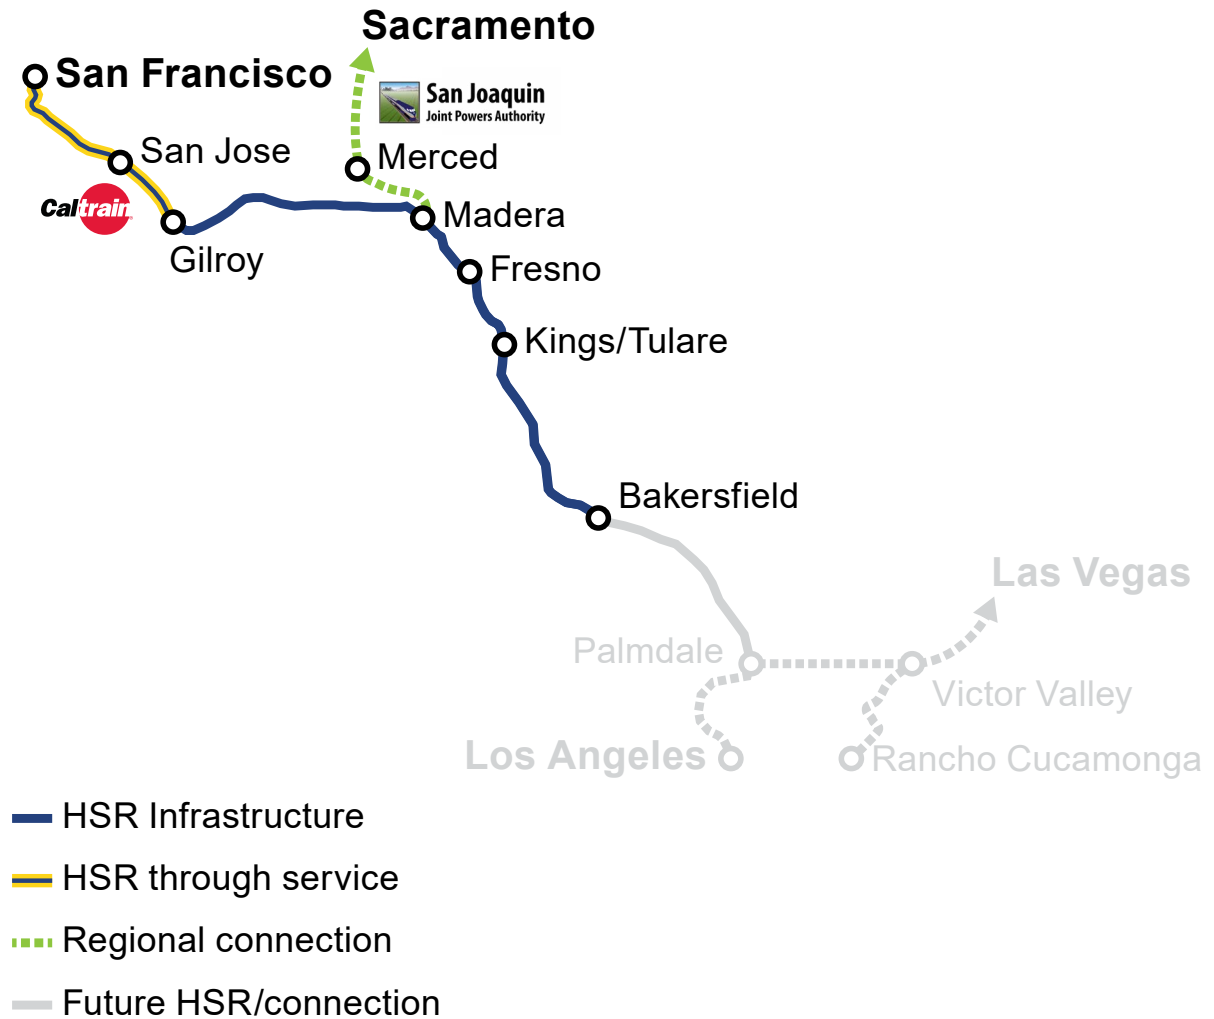 Sacramento
San Francisco
San Joaquin
Joint Powers Authority
San Jose
Merced
Caltrain
Madera
Gilroy
Fresno
Kings/Tulare
Bakersfield
Las Vegas
Palmdale
Victor Valley
Los Angeles
Rancho Cucamonga
HSR Infrastructure
HSR through service
Regional connection
Future HSR/connection